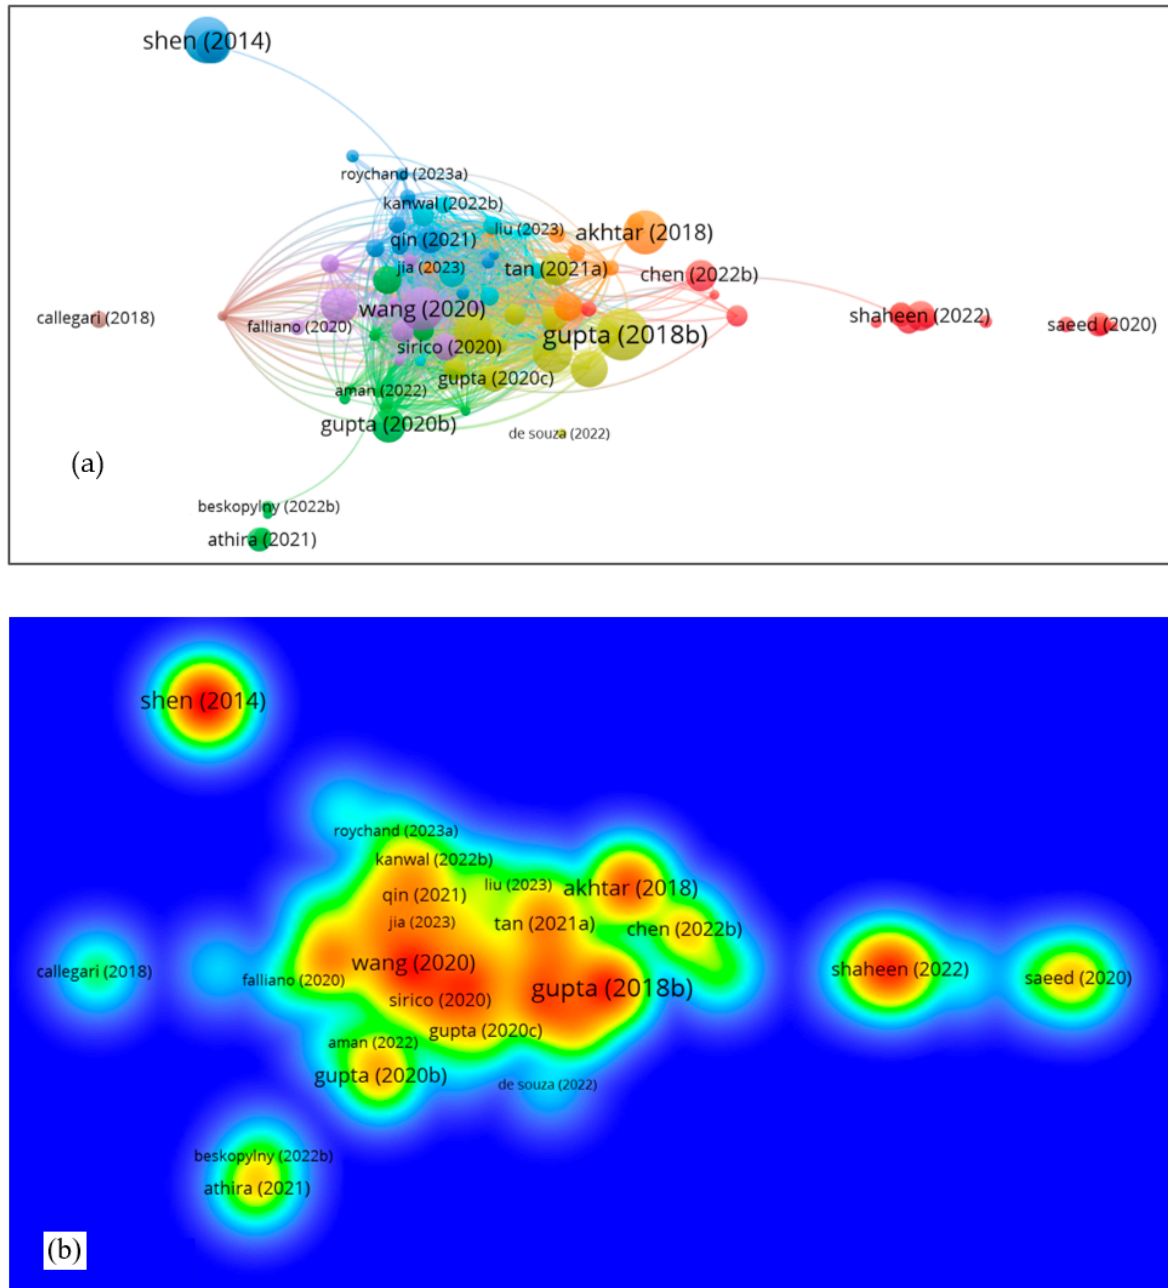 shen (2014)
roychand (2023a)
kanwal (2022b)
liu (2023)
akhtar (2018)
qin (2021)
jia (2023)
tan (2021a)
chen (2022b)
wang (2020)
callegari (2018)
falliano (2020)
shaheen (2022)
saeed (2020)
gupta (2018b)
sirico (2020)
gupta (2020c)
aman (2022)
gupta (2020b)
de souza (2022)
(a)
beskopylny (2022b)
athira (2021)
shen (2014)
roychand (2023a)
kanwal (2022b)
liu (2023)
akhtar (2018)
qin (2021)
jia (2023)
tan (2021a)
chen (2022b)
wang (2020)
callegari (2018)
falliano (2020)
shaheen (2022)
saeed (2020)
gupta (2018b)
sirico (2020)
gupta (2020c)
aman (2022)
gupta (2020b)
de souza (2022)
beskopylny (2022b)
athira (2021)
(b)